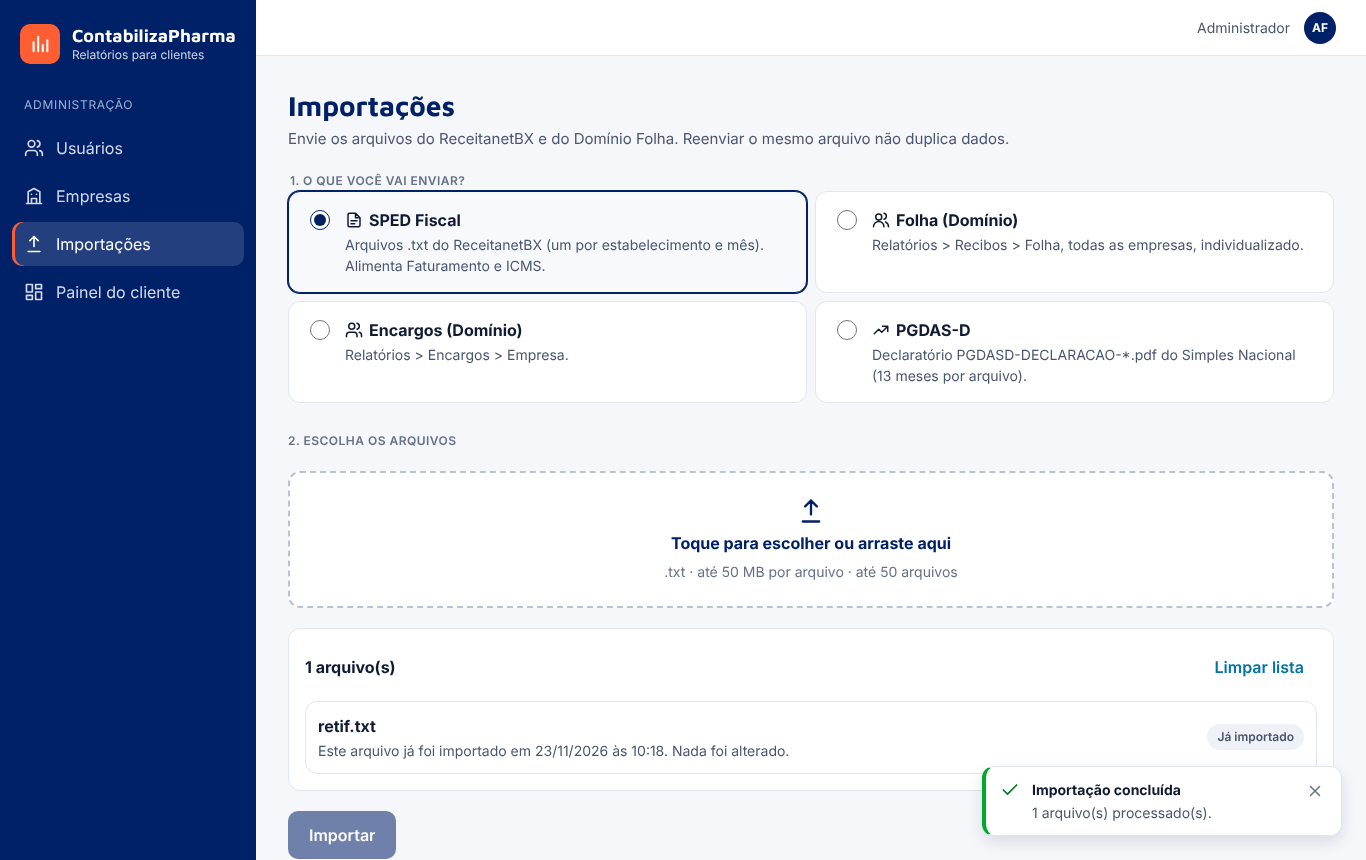 ContabilizaPharma
Relatórios para clientes
ADMINISTRAÇÃO
Usuários
Empresas
Importações
Painel do cliente
Administrador
AF
Importações
Envie os arquivos do ReceitanetBX e do Domínio Folha. Reenviar o mesmo arquivo não duplica dados.
1. O QUE VOCÊ VAI ENVIAR?
SPED Fiscal
Arquivos .txt do ReceitanetBX (um por estabelecimento e mês).
Alimenta Faturamento e ICMS.
Folha (Domínio)
Relatórios > Recibos > Folha, todas as empresas, individualizado.
Encargos (Domínio)
Relatórios > Encargos > Empresa.
PGDAS-D
Declaratório PGDASD-DECLARACAO-*.pdf do Simples Nacional
(13 meses por arquivo).
2. ESCOLHA OS ARQUIVOS
Toque para escolher ou arraste aqui
.txt · até 50 MB por arquivo · até 50 arquivos
1 arquivo(s)
Limpar lista
retif.txt
Este arquivo já foi importado em 23/11/2026 às 10:18. Nada foi alterado.
Já importado
Importação concluída
1 arquivo(s) processado(s).
Importar